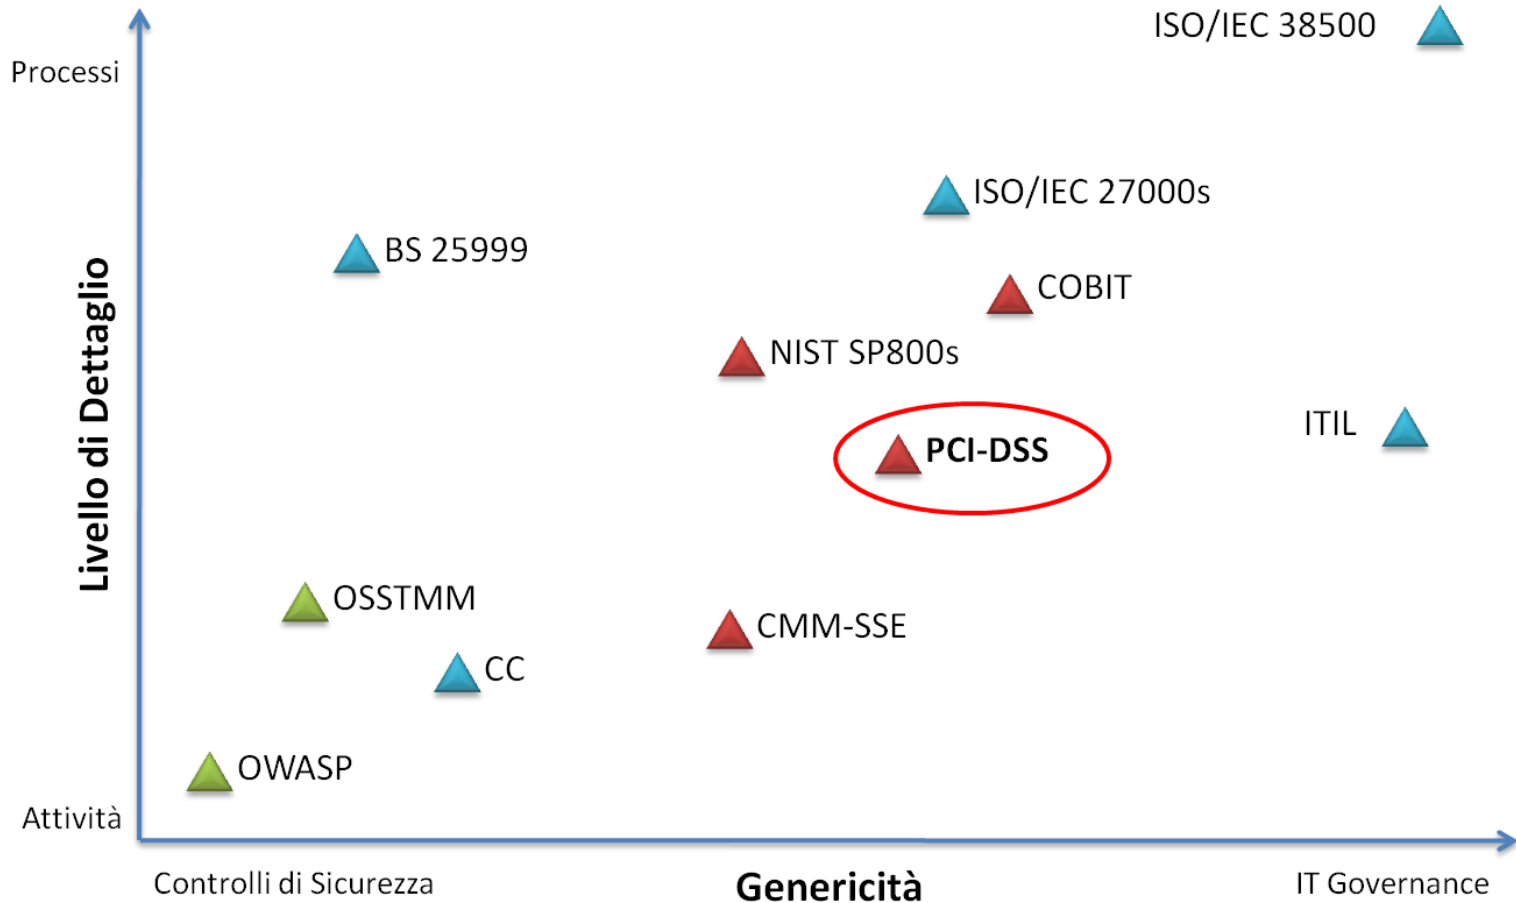 ISO/IEC 38500
Processi
ISO/IEC 27000s
BS 25999
COBIT
NIST SP800s
ITIL
PCI-DSS
Livello di Dettaglio
OSSTMM
CMM-SSE
CC
OWASP
Attività
Controlli di Sicurezza
Genericità
IT Governance